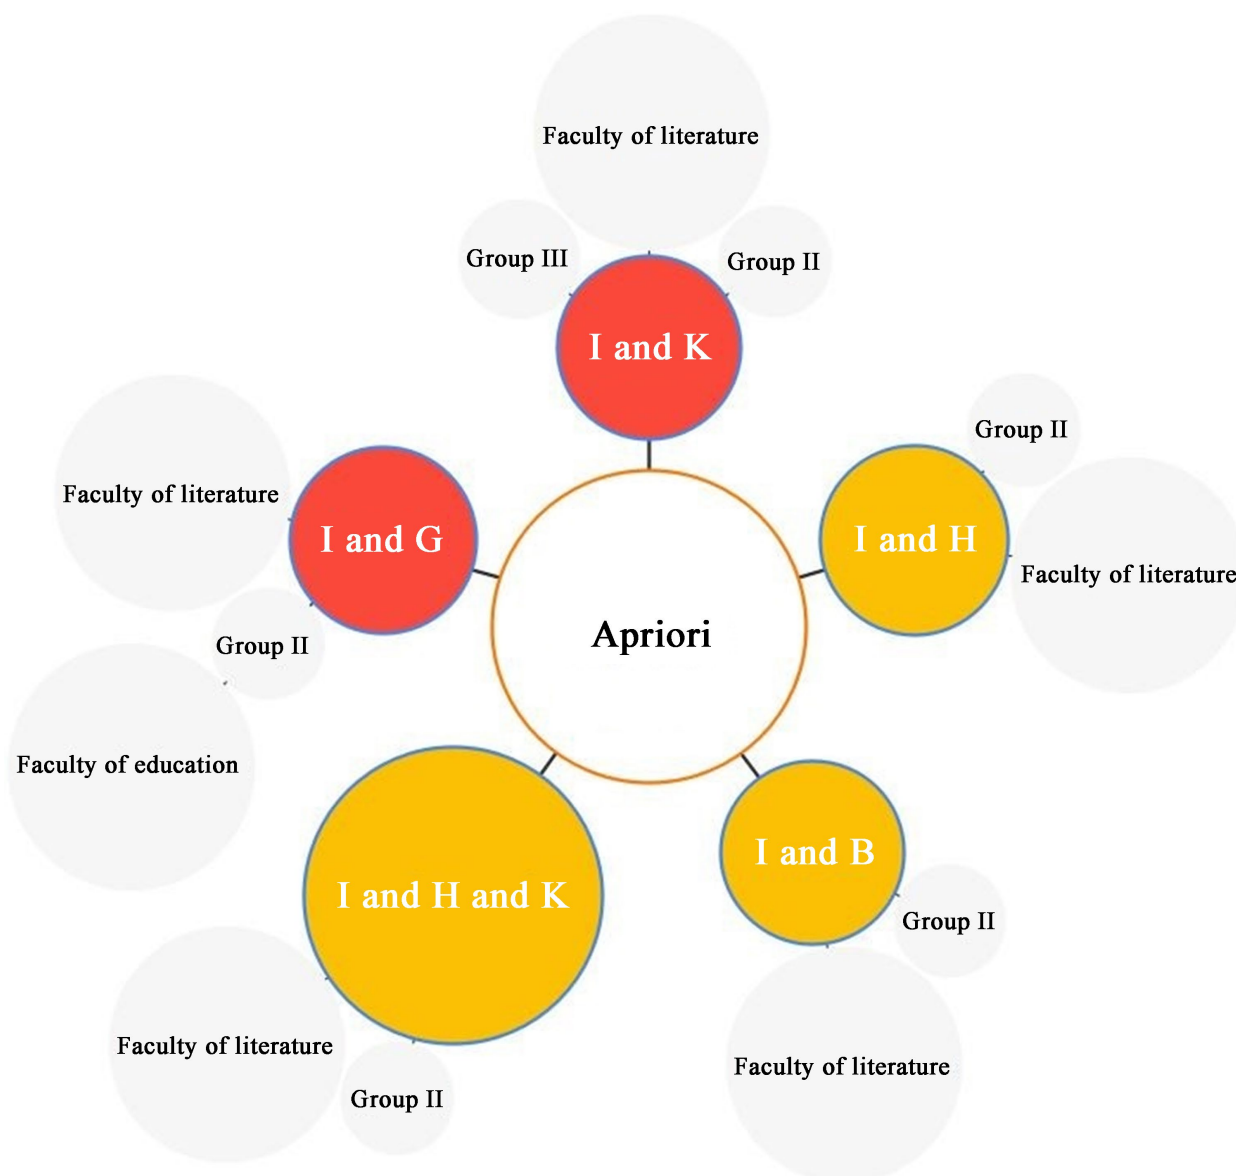 Faculty of literature
Group III
Group II
I and K
Group II
I and H
Faculty of literature
Faculty of literature
I and G
Group II
Apriori
Faculty of education
I and H and K
I and B
Group II
Faculty of literature
Group II
Faculty of literature